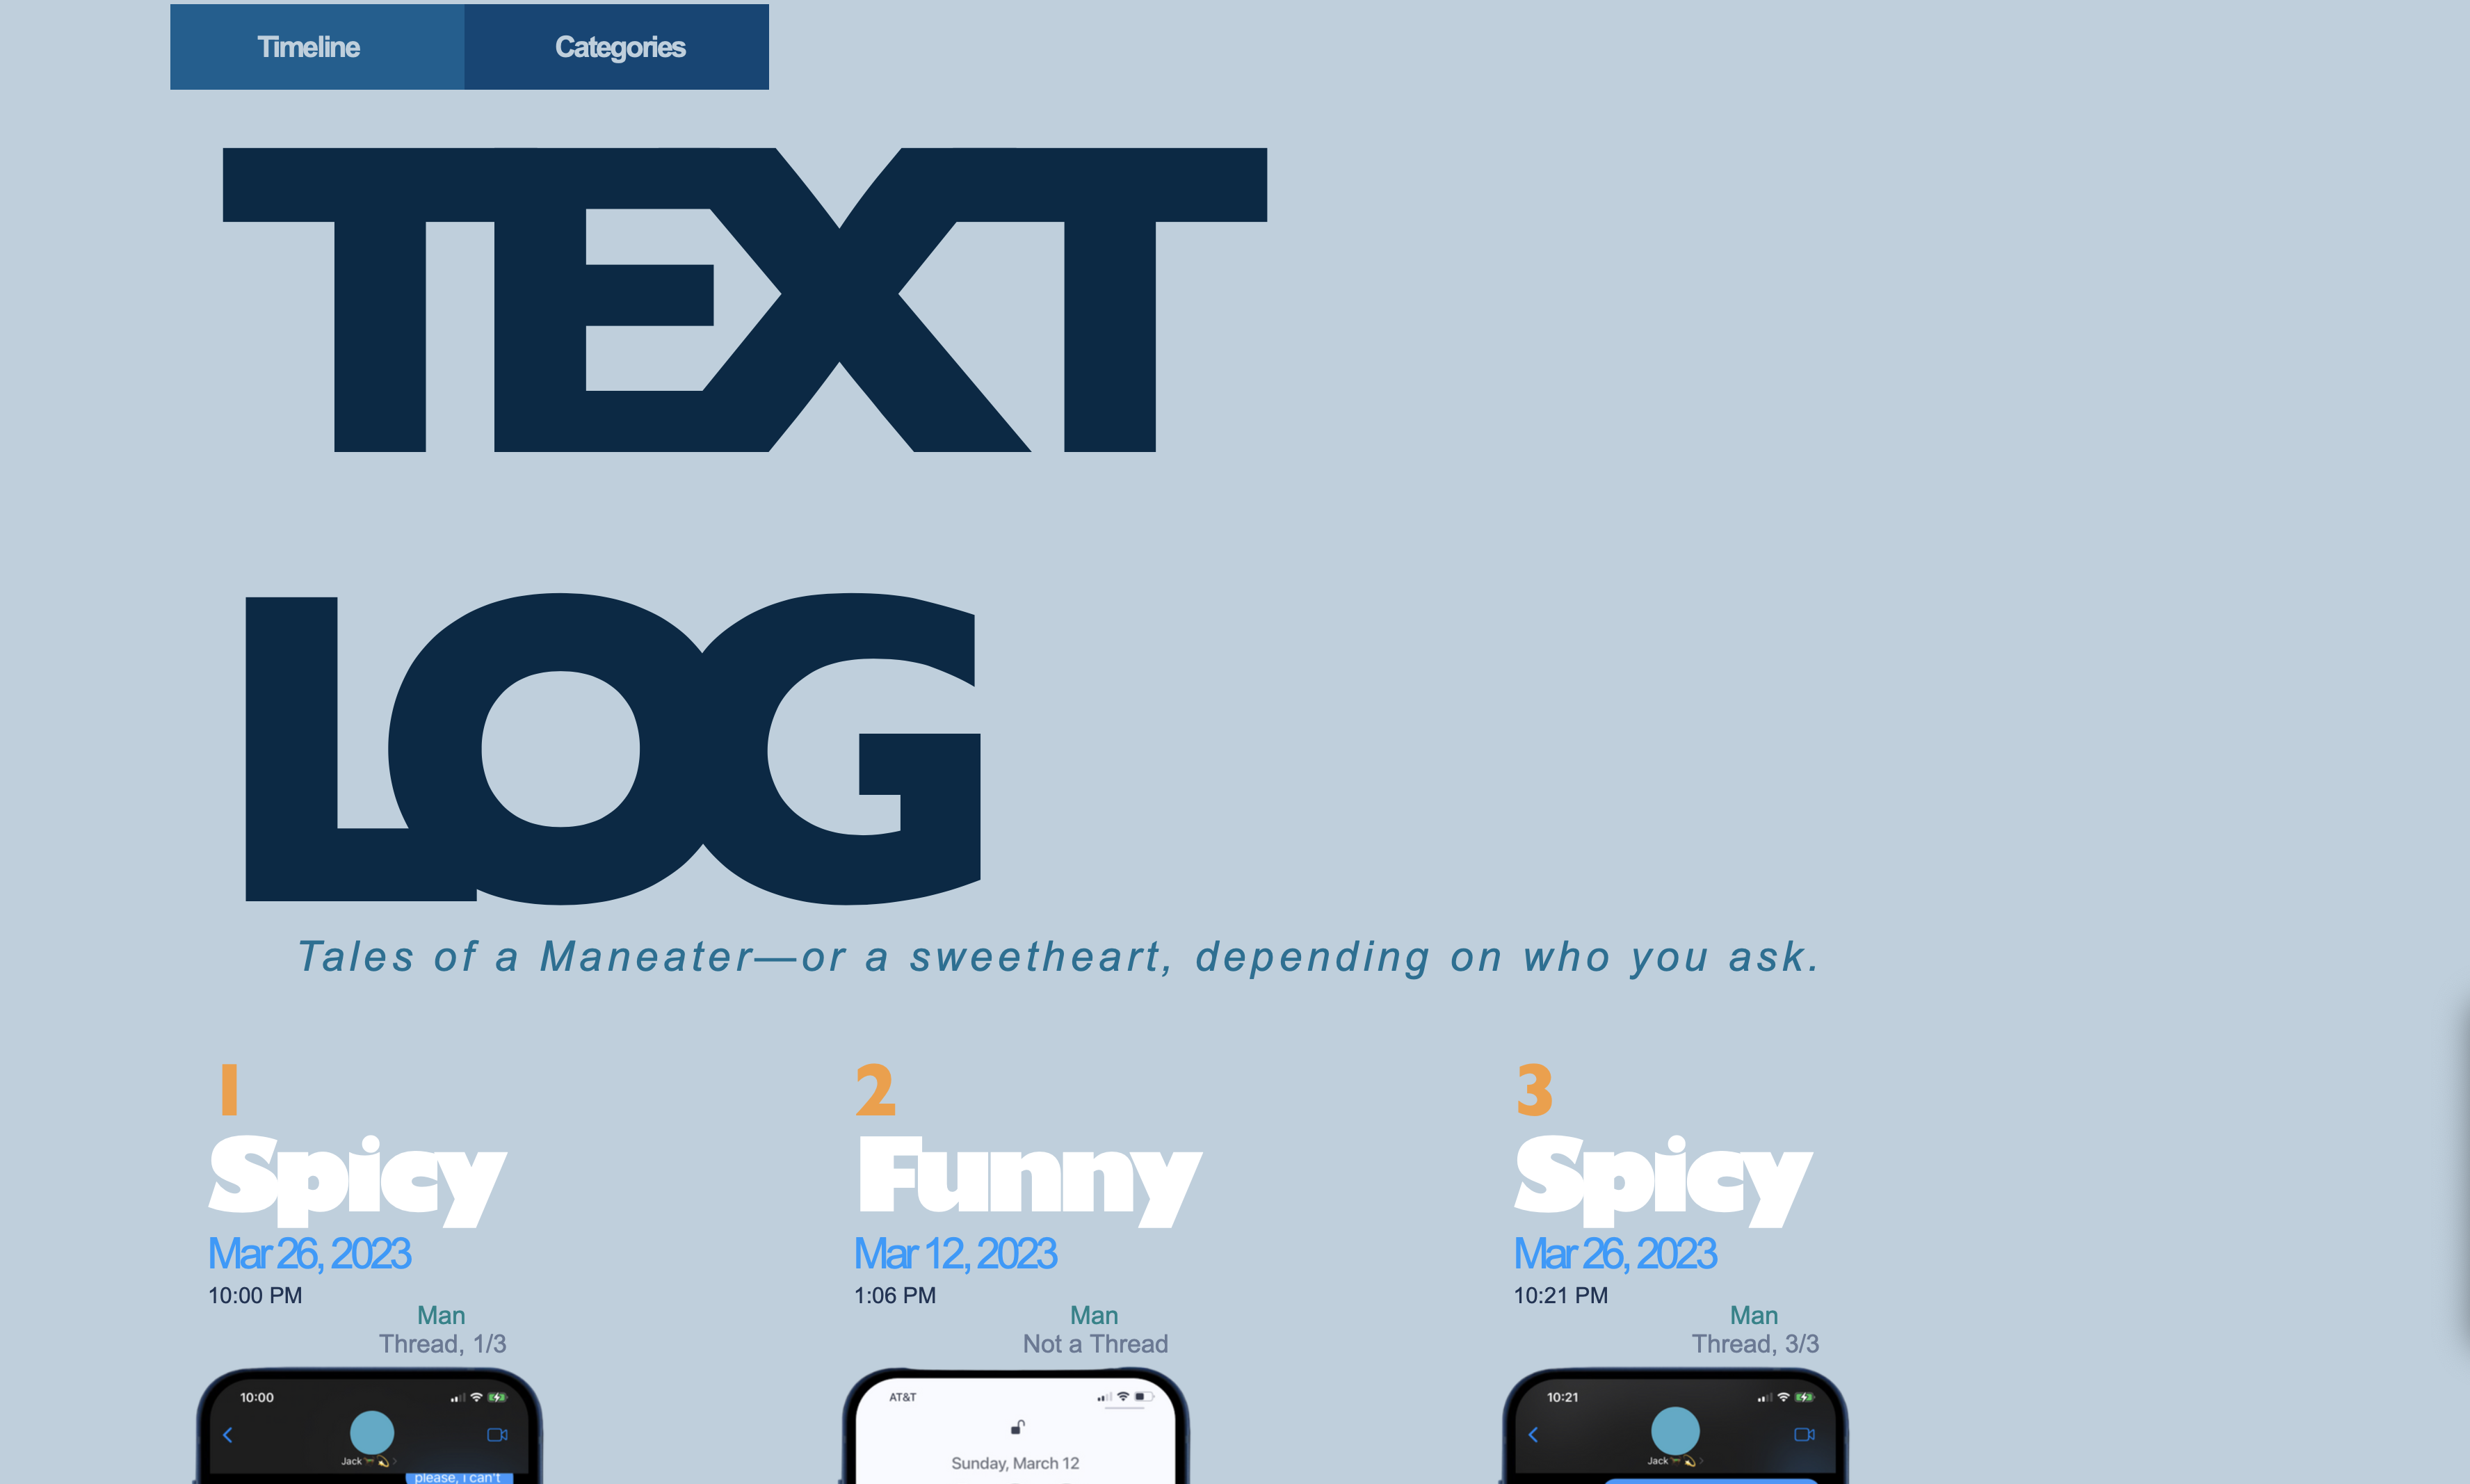 Timeline Categories
TEXT
LOG
Tales of a Maneater—or a sweetheart, depending on who you ask.
1
Spicy
Mar 26, 2023
10:00 PM
Man
Thread, 1/3
10:00
Jack
please, i can't
2
Funny
Mar 12, 2023
1:06 PM
Man
Not a Thread
AT&T
Sunday, March 12
3
Spicy
Mar 26, 2023
10:21 PM
Man
Thread, 3/3
10:21
Jack